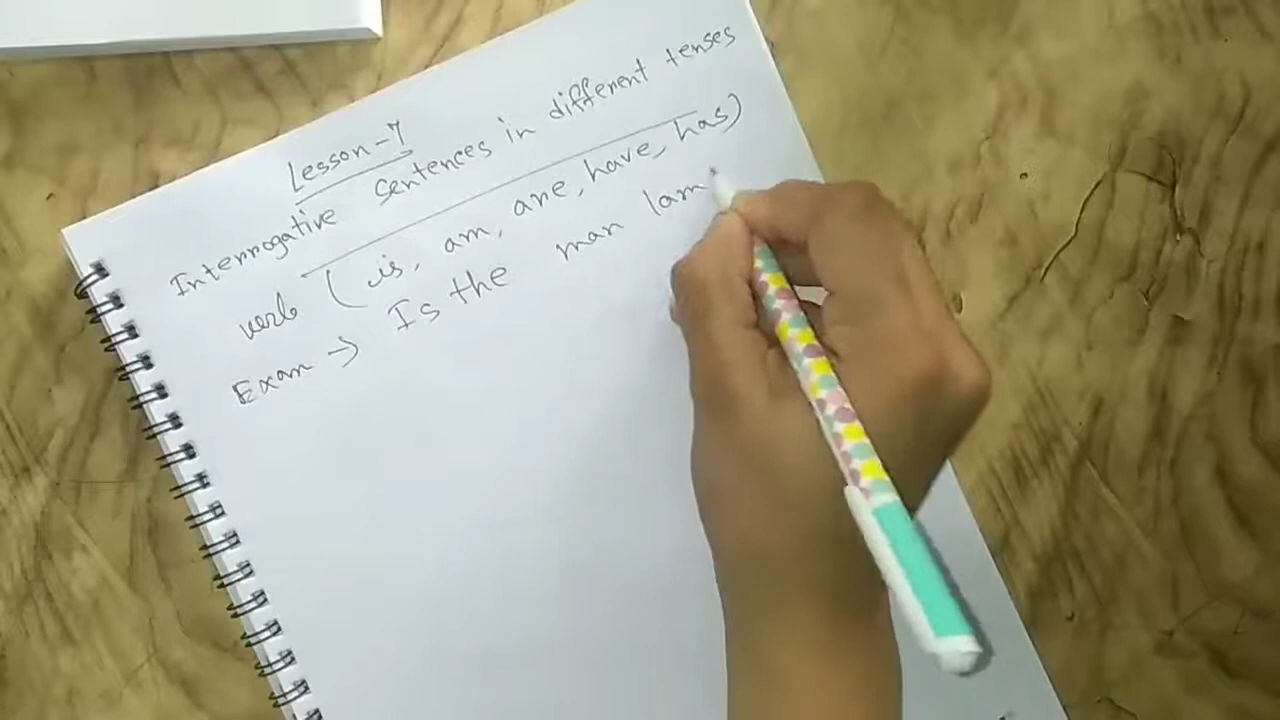 Lesson-7
Interrogative Sentences in different tenses
verb (is, am, are, have, has)
Exam → Is the man lam